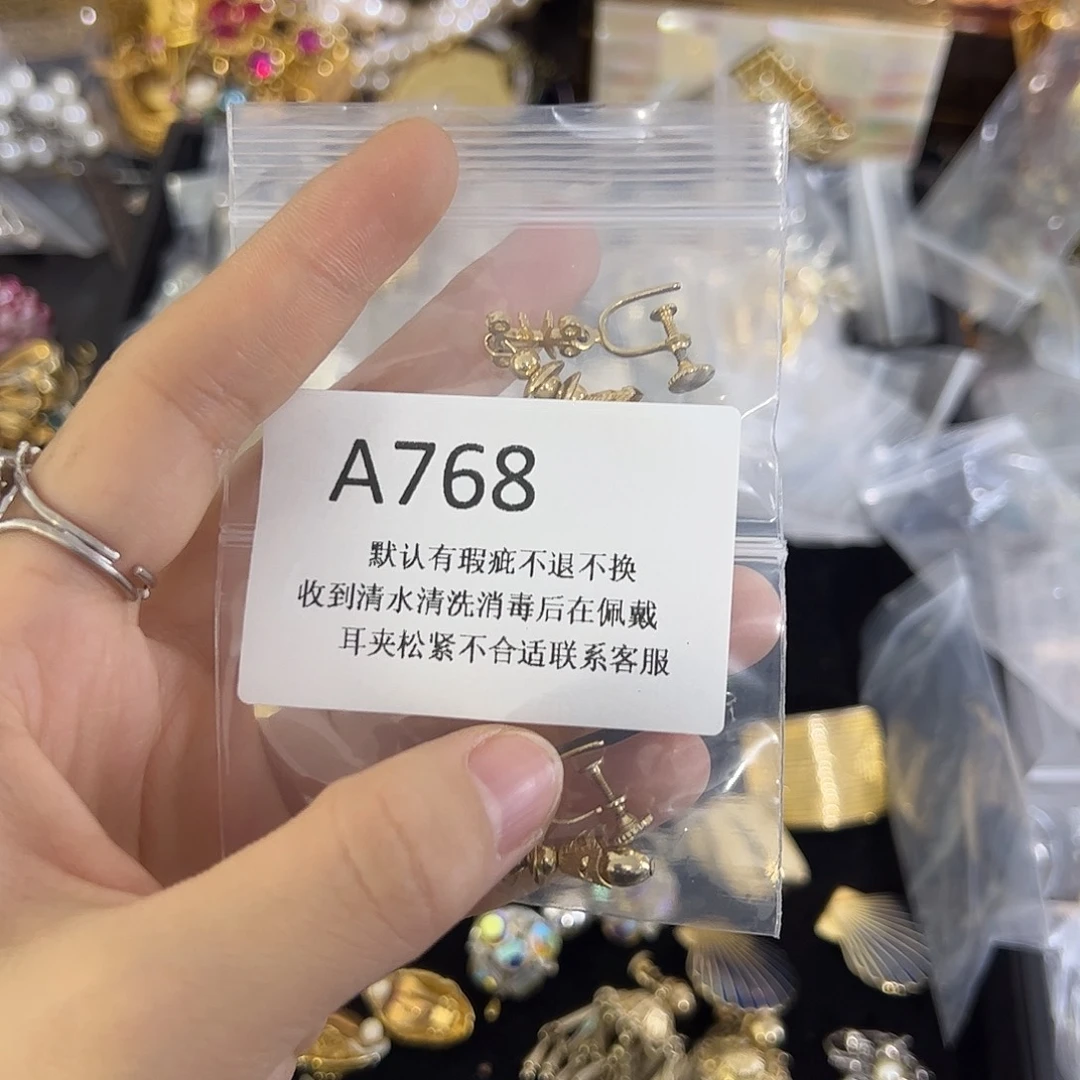 A768
默认有瑕疵不退不换
收到清水清洗消毒后在佩戴
耳夹松紧不合适联系客服